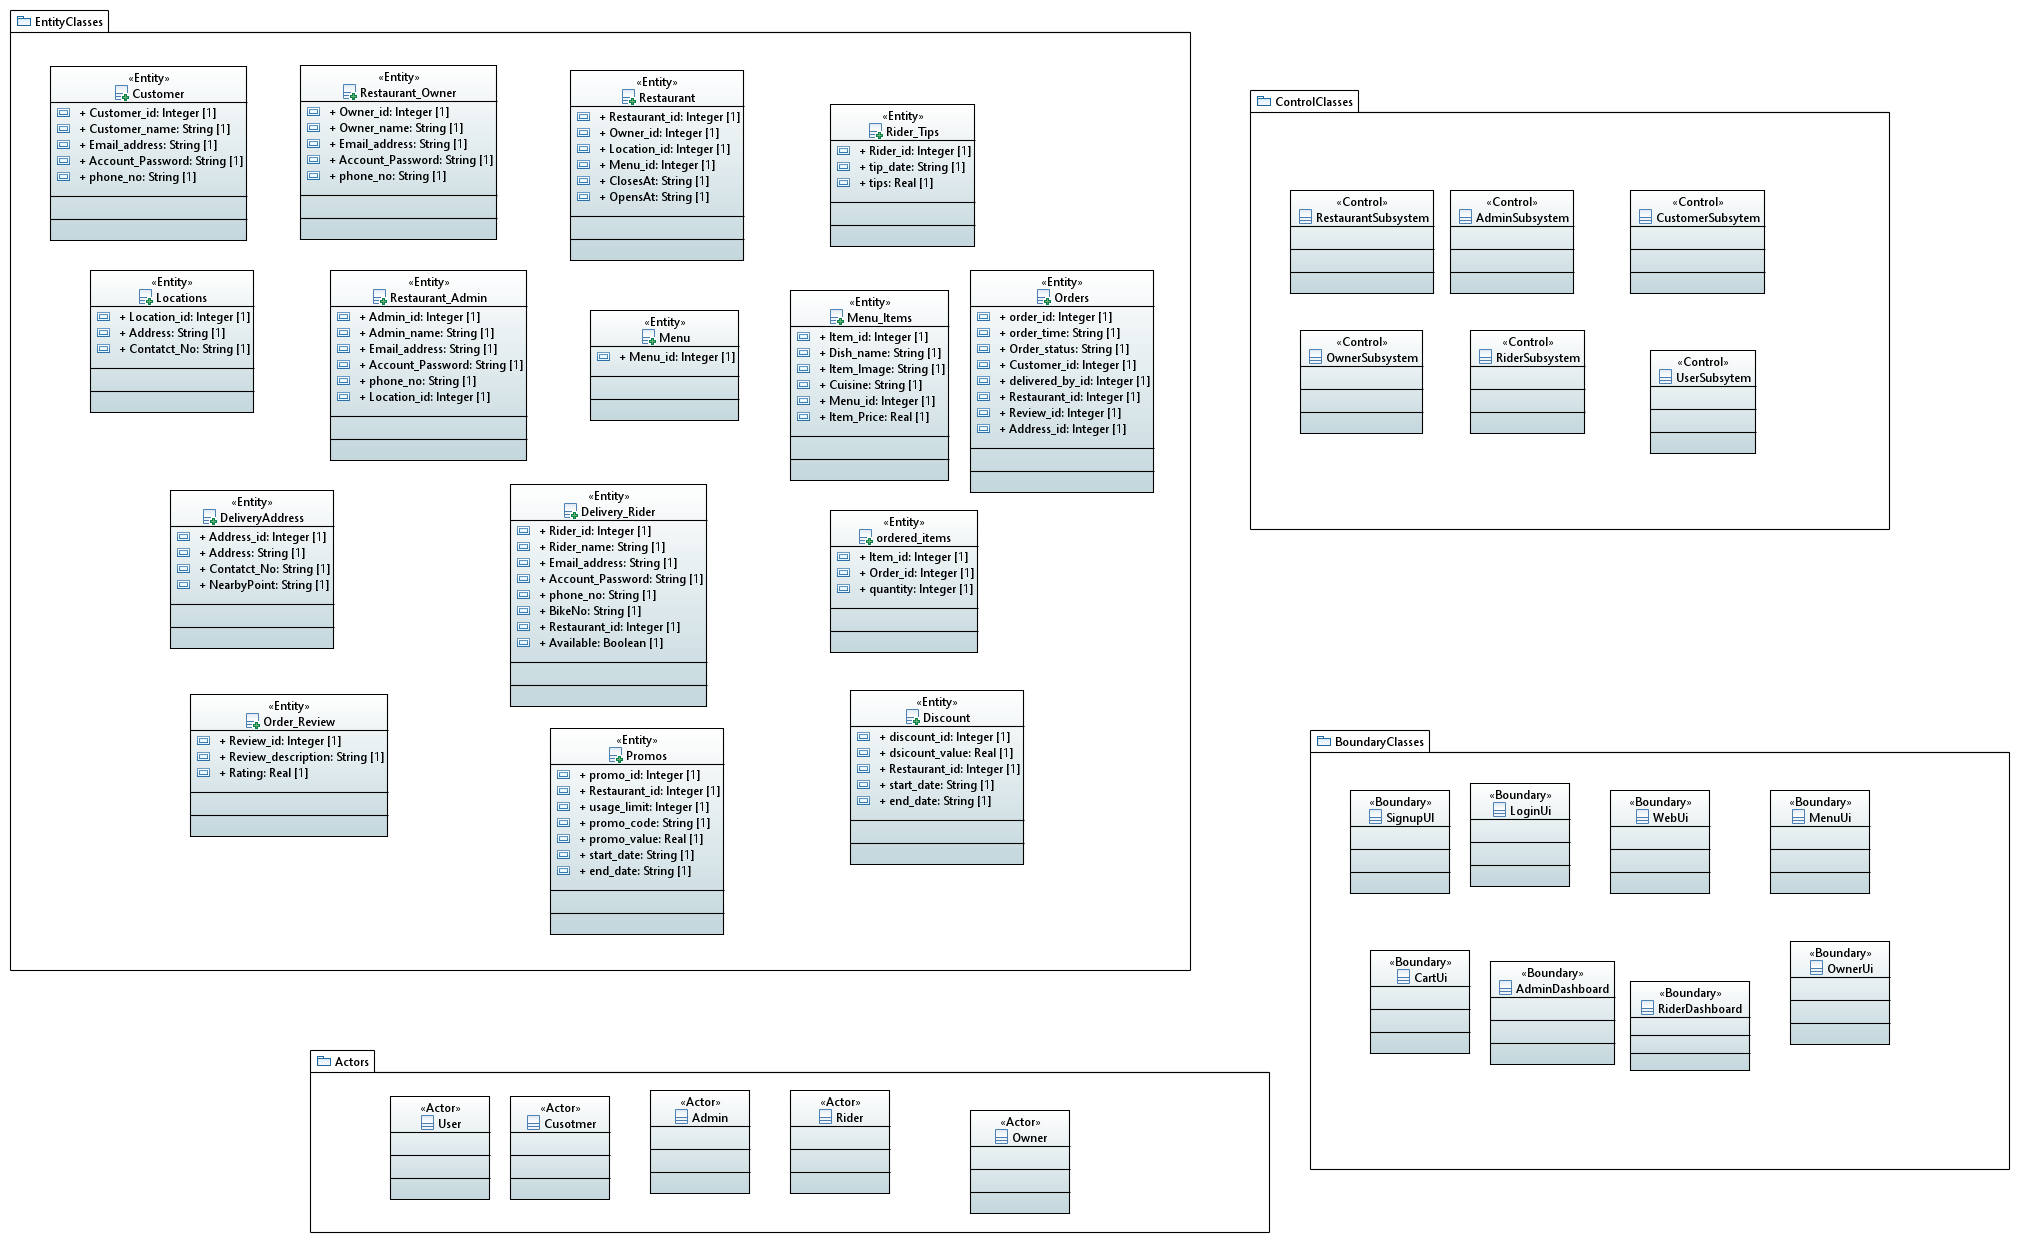 EntityClasses
«Entity»
Customer
+ Customer_id: Integer [1]
+ Customer_name: String [1]
+ Email_address: String [1]
+ Account_Password: String [1]
+ phone_no: String [1]
«Entity»
Restaurant_Owner
+ Owner_id: Integer [1]
+ Owner_name: String [1]
+ Email_address: String [1]
+ Account_Password: String [1]
+ phone_no: String [1]
«Entity»
Restaurant
+ Restaurant_id: Integer [1]
+ Owner_id: Integer [1]
+ Location_id: Integer [1]
+ Menu_id: Integer [1]
+ ClosesAt: String [1]
+ OpensAt: String [1]
«Entity»
Rider_Tips
+ Rider_id: Integer [1]
+ tip_date: String [1]
+ tips: Real [1]
«Entity»
Locations
+ Location_id: Integer [1]
+ Address: String [1]
+ Contatct_No: String [1]
«Entity»
Restaurant_Admin
+ Admin_id: Integer [1]
+ Admin_name: String [1]
+ Email_address: String [1]
+ Account_Password: String [1]
+ phone_no: String [1]
+ Location_id: Integer [1]
«Entity»
Menu
+ Menu_id: Integer [1]
«Entity»
Menu_Items
+ Item_id: Integer [1]
+ Dish_name: String [1]
+ Item_Image: String [1]
+ Cuisine: String [1]
+ Menu_id: Integer [1]
+ Item_Price: Real [1]
«Entity»
Orders
+ order_id: Integer [1]
+ order_time: String [1]
+ Order_status: String [1]
+ Customer_id: Integer [1]
+ delivered_by_id: Integer [1]
+ Restaurant_id: Integer [1]
+ Review_id: Integer [1]
+ Address_id: Integer [1]
«Entity»
DeliveryAddress
+ Address_id: Integer [1]
+ Address: String [1]
+ Contatct_No: String [1]
+ NearbyPoint: String [1]
«Entity»
Delivery_Rider
+ Rider_id: Integer [1]
+ Rider_name: String [1]
+ Email_address: String [1]
+ Account_Password: String [1]
+ phone_no: String [1]
+ BikeNo: String [1]
+ Restaurant_id: Integer [1]
+ Available: Boolean [1]
«Entity»
ordered_items
+ Item_id: Integer [1]
+ Order_id: Integer [1]
+ quantity: Integer [1]
«Entity»
Order_Review
+ Review_id: Integer [1]
+ Review_description: String [1]
+ Rating: Real [1]
«Entity»
Promos
+ promo_id: Integer [1]
+ Restaurant_id: Integer [1]
+ usage_limit: Integer [1]
+ promo_code: String [1]
+ promo_value: Real [1]
+ start_date: String [1]
+ end_date: String [1]
«Entity»
Discount
+ discount_id: Integer [1]
+ dsicount_value: Real [1]
+ Restaurant_id: Integer [1]
+ start_date: String [1]
+ end_date: String [1]
ControlClasses
«Control»
RestaurantSubsystem
«Control»
AdminSubsystem
«Control»
CustomerSubsytem
«Control»
OwnerSubsystem
«Control»
RiderSubsystem
«Control»
UserSubsytem
BoundaryClasses
«Boundary»
SignupUI
«Boundary»
LoginUi
«Boundary»
WebUi
«Boundary»
MenuUi
«Boundary»
CartUi
«Boundary»
AdminDashboard
«Boundary»
RiderDashboard
«Boundary»
OwnerUi
Actors
«Actor»
User
«Actor»
Cusotmer
«Actor»
Admin
«Actor»
Rider
«Actor»
Owner